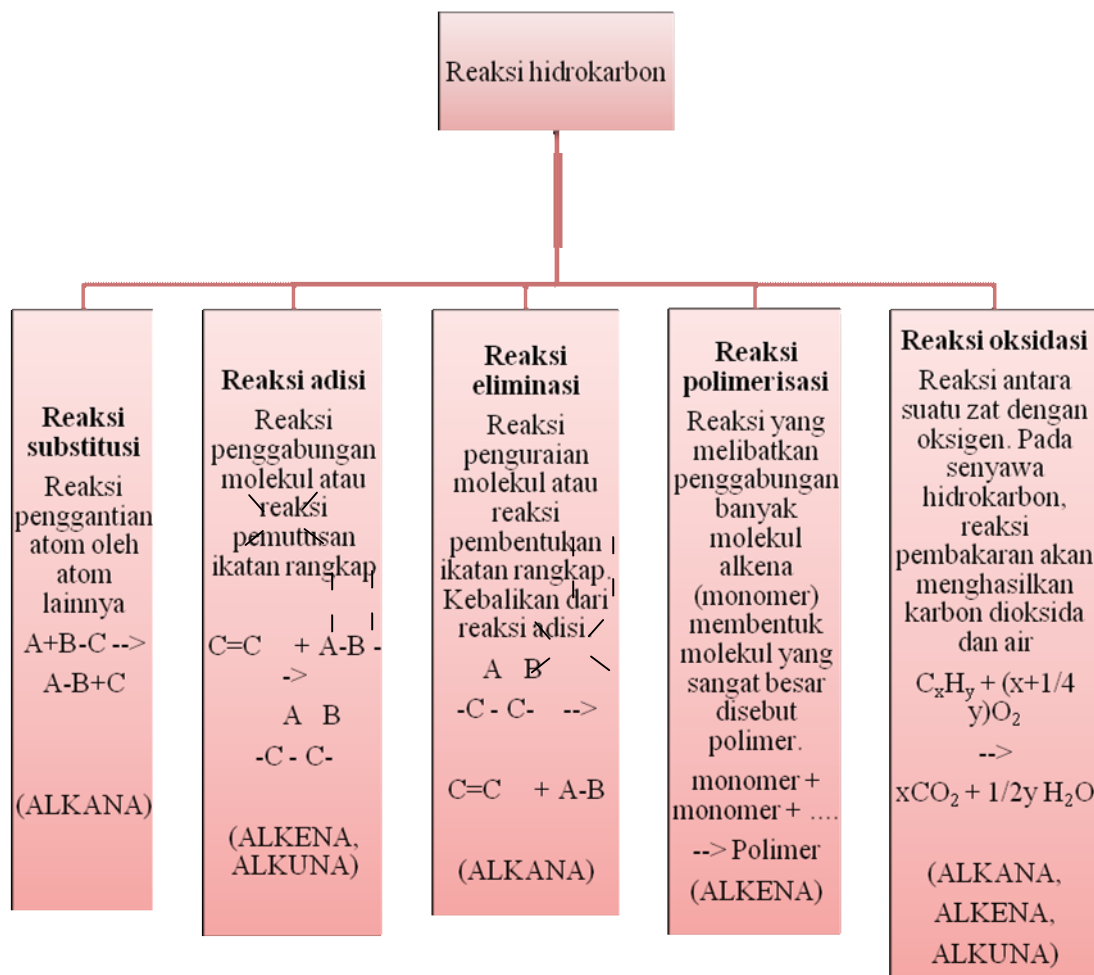 Reaksi hidrokarbon
Reaksi
substitusi
Reaksi
penggantian
atom oleh
atom
lainnya
A+B-C -->
A-B+C
(ALKANA)
Reaksi adisi
Reaksi
penggabungan
molekul atau
reaksi
pemutusan
ikatan rangkap
C=C + A-B -
->
A B
-C - C-
(ALKENA,
ALKUNA)
Reaksi
eliminasi
Reaksi
penguraian
molekul atau
reaksi
pembentukan
ikatan rangkap.
Kebalikan dari
reaksi adisi
A B
-C - C- -->
C=C + A-B
(ALKANA)
Reaksi
polimerisasi
Reaksi yang
melibatkan
penggabungan
banyak
molekul
alkena
(monomer)
membentuk
molekul yang
sangat besar
disebut
polimer.
monomer +
monomer + ....
--> Polimer
(ALKENA)
Reaksi oksidasi
Reaksi antara
suatu zat dengan
oksigen. Pada
senyawa
hidrokarbon,
reaksi
pembakaran akan
menghasilkan
karbon dioksida
dan air
CₓHᵧ + (x+1/4
y)O₂
-->
xCO₂ + 1/2y H₂O
(ALKANA,
ALKENA,
ALKUNA)